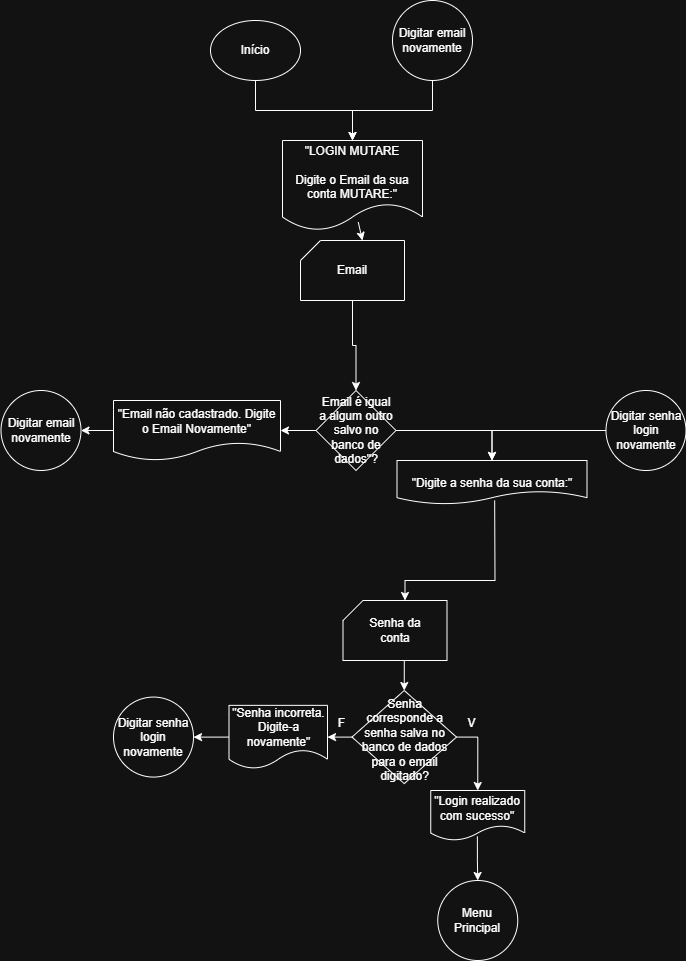 Início
Digitar email
novamente
"LOGIN MUTARE
Digite o Email da sua
conta MUTARE:"
Email
Digitar email
novamente
"Email não cadastrado. Digite
o Email Novamente"
Email é igual
a algum outro
salvo no
banco de
dados"?
Digitar senha
login
novamente
"Digite a senha da sua conta:"
Senha da
conta
Digitar senha
login
novamente
"Senha incorreta.
Digite-a
novamente"
F
Senha
corresponde a
senha salva no
banco de dados
para o email
digitado?
V
"Login realizado
com sucesso"
Menu
Principal